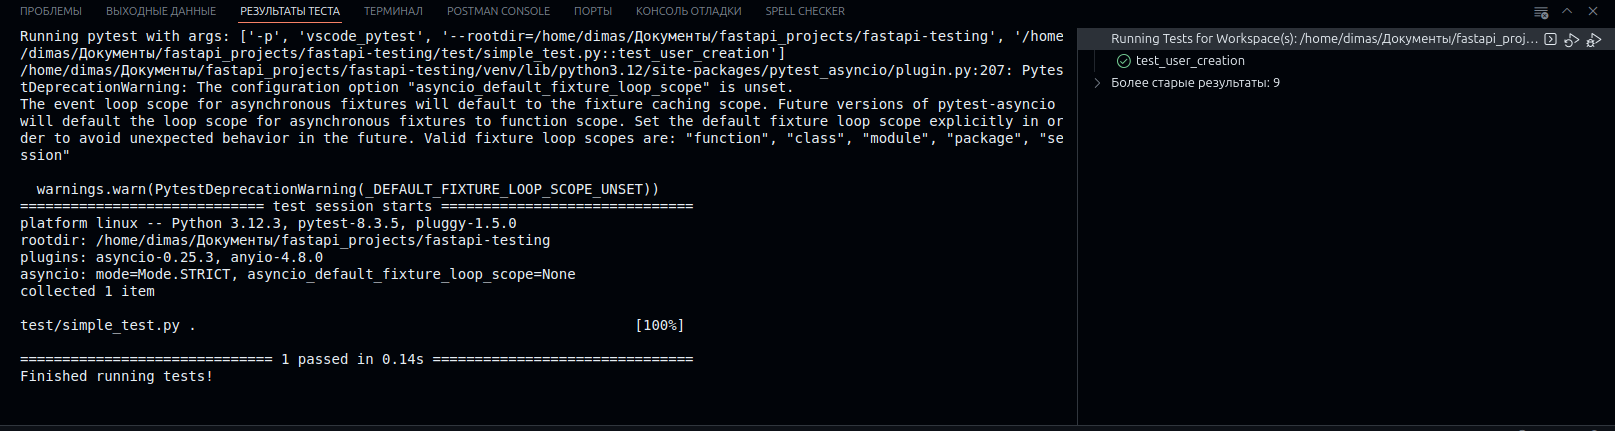 ПРОБЛЕМЫ ВЫХОДНЫЕ ДАННЫЕ РЕЗУЛЬТАТЫ ТЕСТА ТЕРМИНАЛ POSTMAN CONSOLE ПОРТЫ КОНСОЛЬ ОТЛАДКИ SPELL CHECKER
Running pytest with args: ['-p', 'vscode_pytest', '--rootdir=/home/dimas/Документы/fastapi_projects/fastapi-testing', '/home
/dimas/Документы/fastapi_projects/fastapi-testing/test/simple_test.py::test_user_creation']
/home/dimas/Документы/fastapi_projects/fastapi-testing/venv/lib/python3.12/site-packages/pytest_asyncio/plugin.py:207: Pytes
tDeprecationWarning: The configuration option "asyncio_default_fixture_loop_scope" is unset.
The event loop scope for asynchronous fixtures will default to the fixture caching scope. Future versions of pytest-asyncio
will default the loop scope for asynchronous fixtures to function scope. Set the default fixture loop scope explicitly in or
der to avoid unexpected behavior in the future. Valid fixture loop scopes are: "function", "class", "module", "package", "se
ssion"
warnings.warn(PytestDeprecationWarning(_DEFAULT_FIXTURE_LOOP_SCOPE_UNSET))
============================= test session starts ==============================
platform linux -- Python 3.12.3, pytest-8.3.5, pluggy-1.5.0
rootdir: /home/dimas/Документы/fastapi_projects/fastapi-testing
plugins: asyncio-0.25.3, anyio-4.8.0
asyncio: mode=Mode.STRICT, asyncio_default_fixture_loop_scope=None
collected 1 item
test/simple_test.py . [100%]
============================== 1 passed in 0.14s ===============================
Finished running tests!
Running Tests for Workspace(s): /home/dimas/Документы/fastapi_proj...
test_user_creation
Более старые результаты: 9